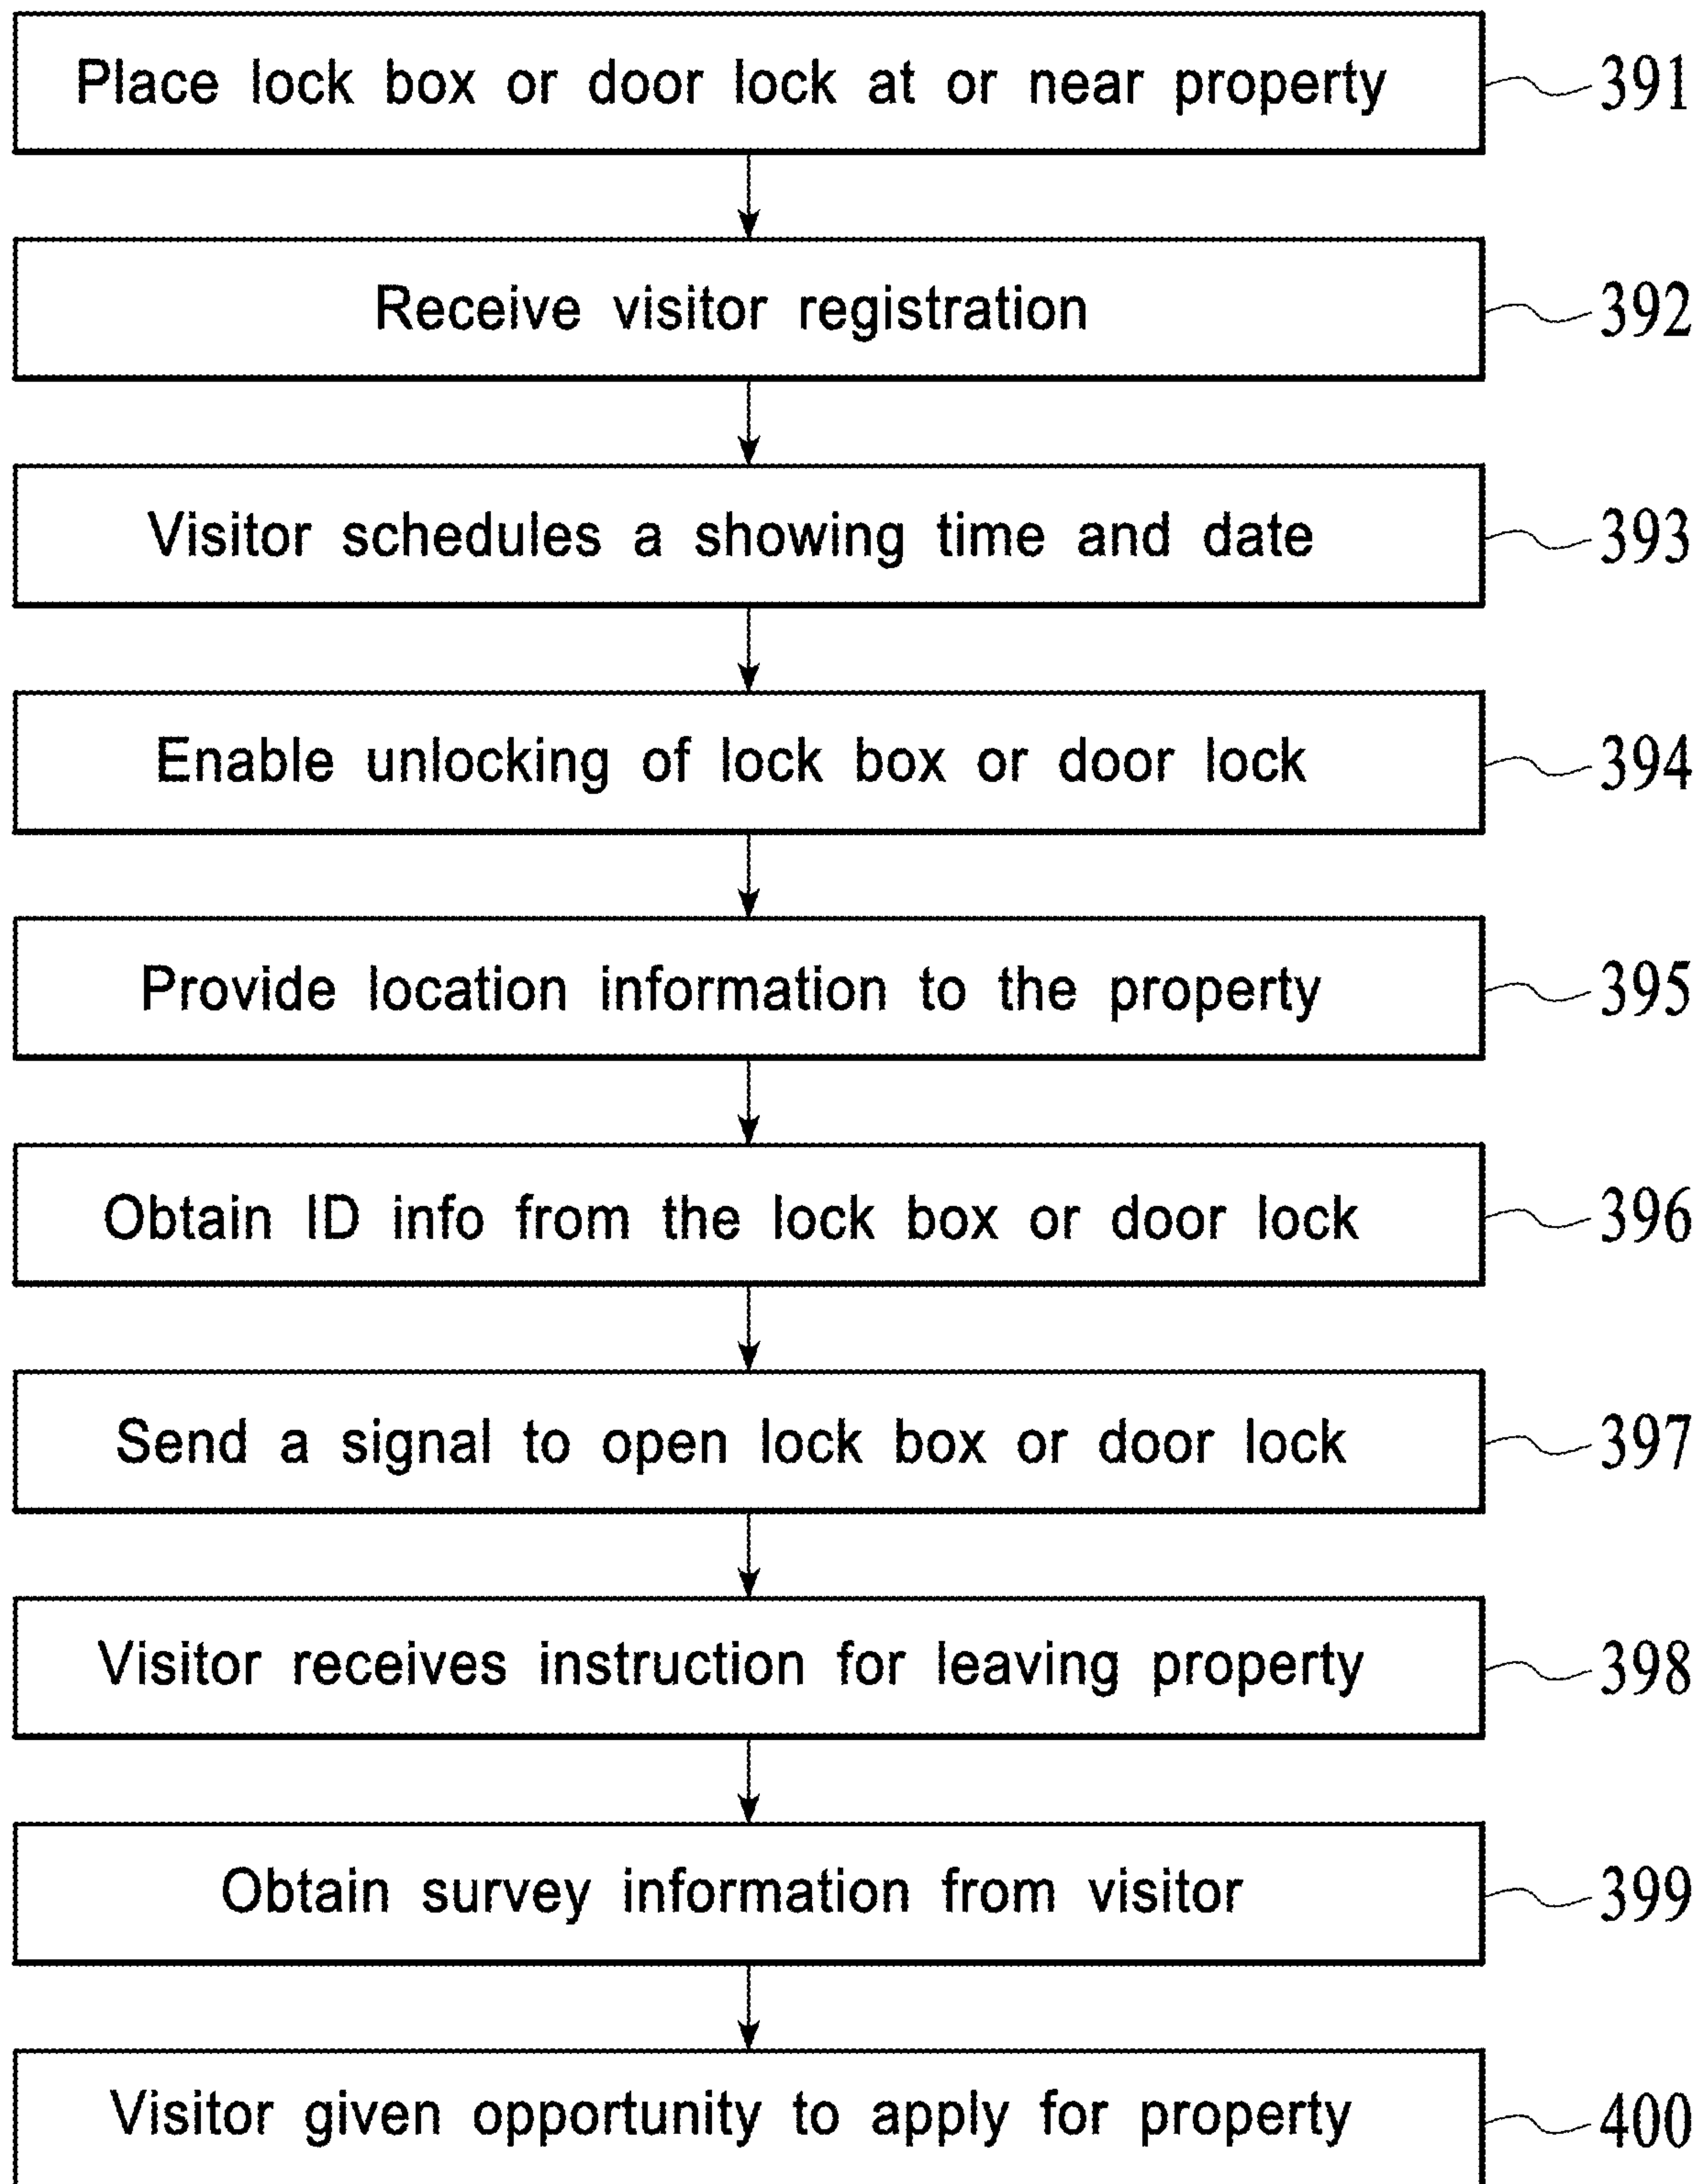 Place lock box or door lock at or near property 391
Receive visitor registration 392
Visitor schedules a showing time and date 393
Enable unlocking of lock box or door lock 394
Provide location information to the property 395
Obtain ID info from the lock box or door lock 396
Send a signal to open lock box or door lock 397
Visitor receives instruction for leaving property 398
Obtain survey information from visitor 399
Visitor given opportunity to apply for property 400